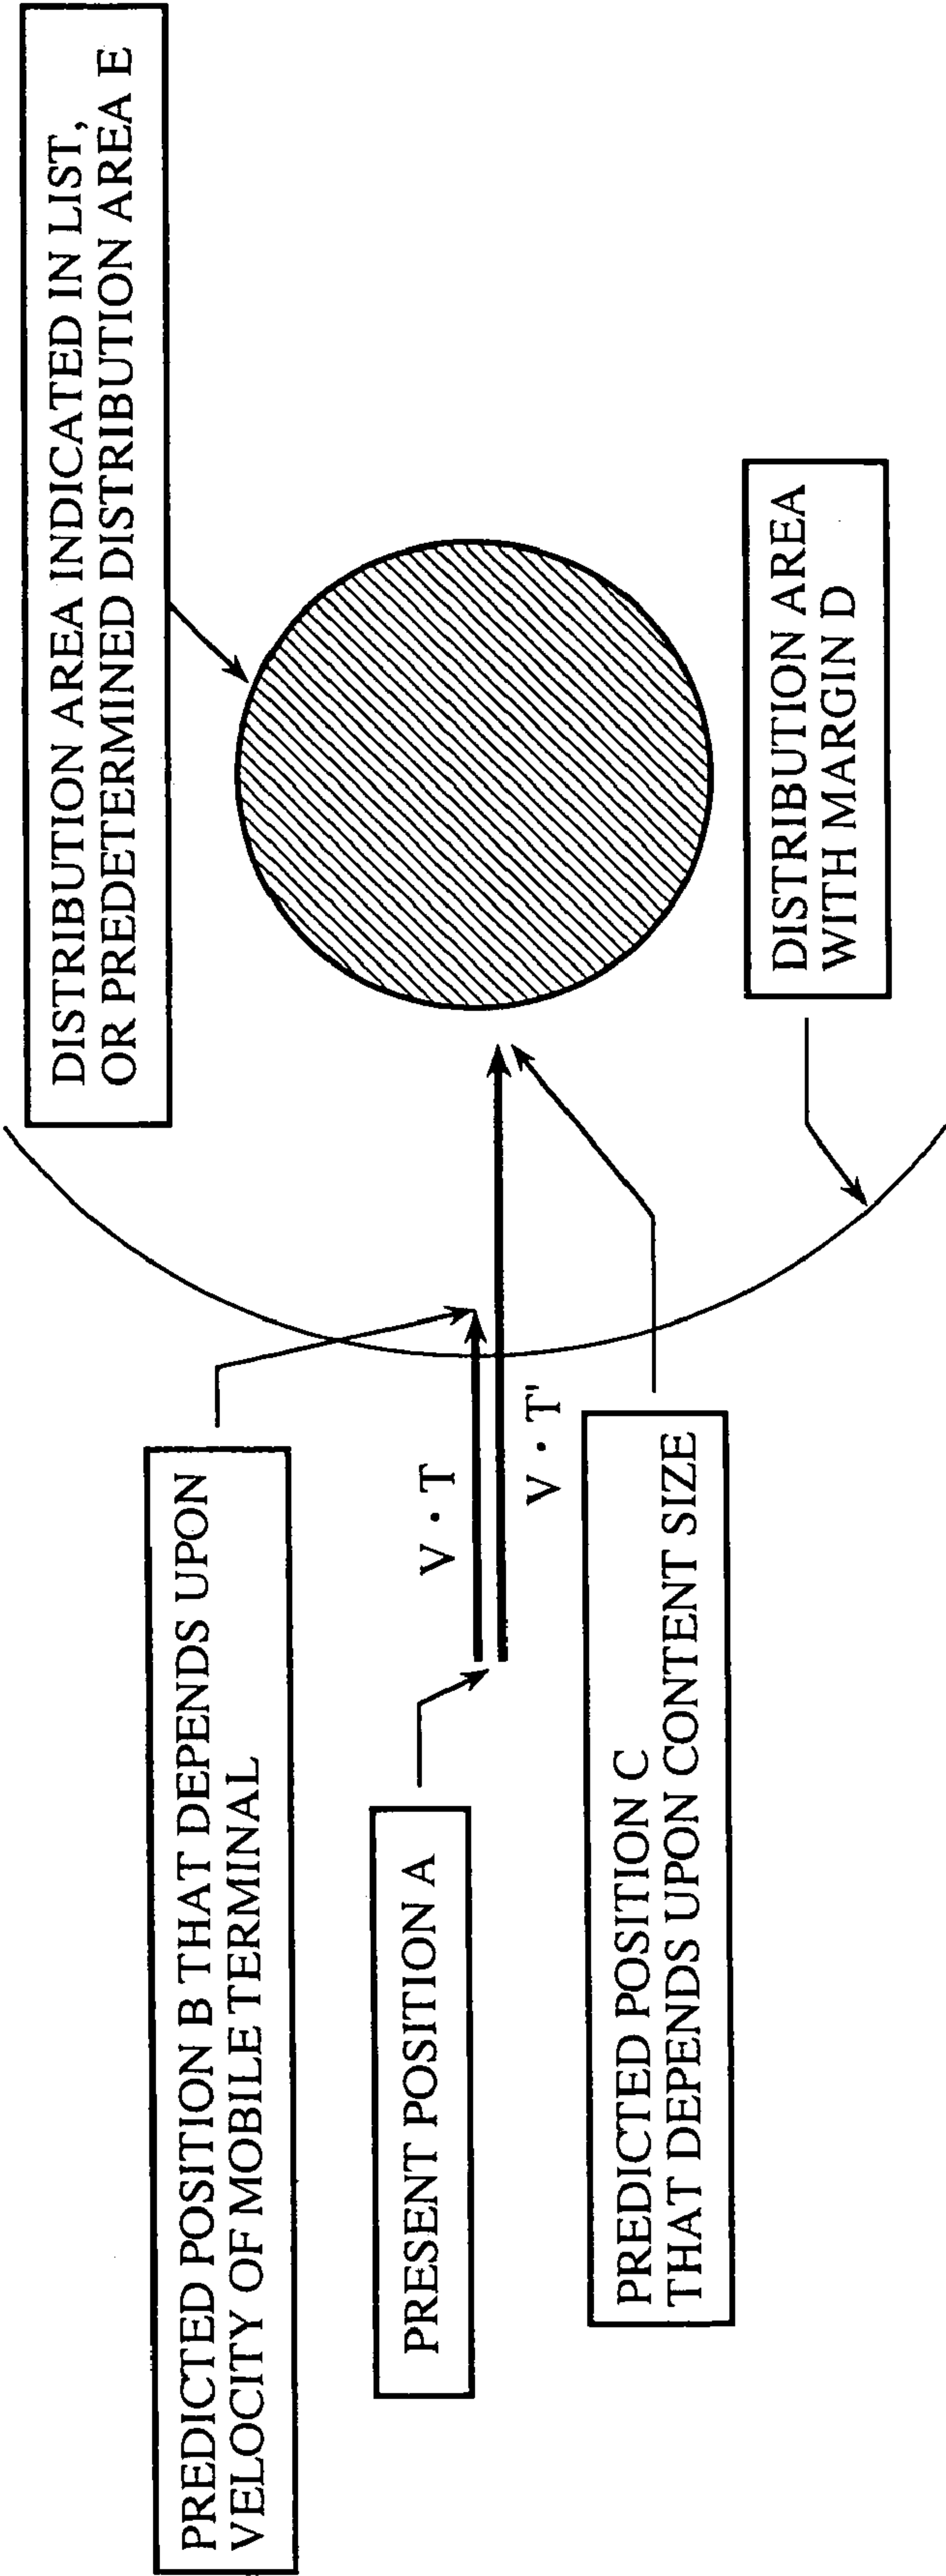 DISTRIBUTION AREA INDICATED IN LIST,
OR PREDETERMINED DISTRIBUTION AREA E
PREDICTED POSITION B THAT DEPENDS UPON
VELOCITY OF MOBILE TERMINAL
PRESENT POSITION A
V · T
V · T'
PREDICTED POSITION C
THAT DEPENDS UPON CONTENT SIZE
DISTRIBUTION AREA
WITH MARGIN D